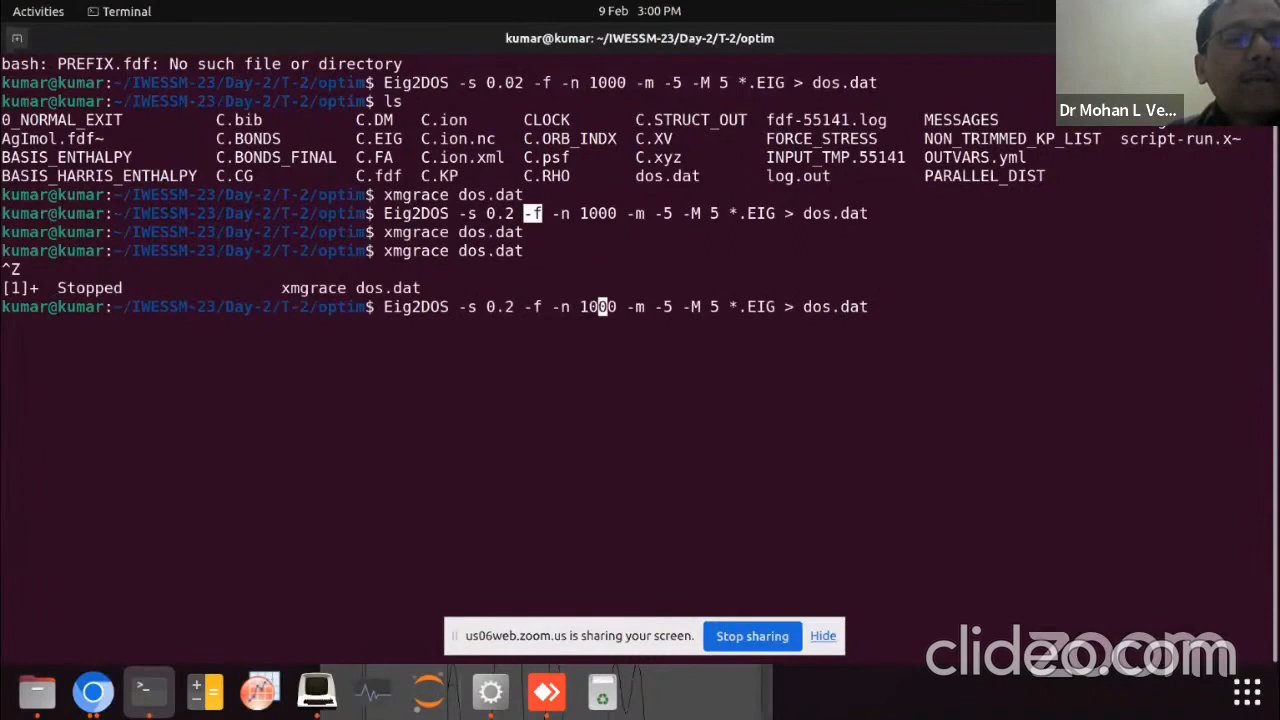 Activities Terminal 9 Feb 3:00 PM
kumar@kumar: ~/IWESSM-23/Day-2/T-2/optim
Dr Mohan L Ve...
bash: PREFIX.fdf: No such file or directory
kumar@kumar:~/IWESSM-23/Day-2/T-2/optim$ Eig2DOS -s 0.02 -f -n 1000 -m -5 -M 5 *.EIG > dos.dat
kumar@kumar:~/IWESSM-23/Day-2/T-2/optim$ ls
0_NORMAL_EXIT C.bib C.DM C.ion CLOCK C.STRUCT_OUT fdf-55141.log MESSAGES
AgImol.fdf~ C.BONDS C.EIG C.ion.nc C.ORB_INDX C.XV FORCE_STRESS NON_TRIMMED_KP_LIST script-run.x~
BASIS_ENTHALPY C.BONDS_FINAL C.FA C.ion.xml C.psf C.xyz INPUT_TMP.55141 OUTVARS.yml
BASIS_HARRIS_ENTHALPY C.CG C.fdf C.KP C.RHO dos.dat log.out PARALLEL_DIST
kumar@kumar:~/IWESSM-23/Day-2/T-2/optim$ xmgrace dos.dat
kumar@kumar:~/IWESSM-23/Day-2/T-2/optim$ Eig2DOS -s 0.2 -f -n 1000 -m -5 -M 5 *.EIG > dos.dat
kumar@kumar:~/IWESSM-23/Day-2/T-2/optim$ xmgrace dos.dat
kumar@kumar:~/IWESSM-23/Day-2/T-2/optim$ xmgrace dos.dat
^Z
[1]+ Stopped xmgrace dos.dat
kumar@kumar:~/IWESSM-23/Day-2/T-2/optim$ Eig2DOS -s 0.2 -f -n 1000 -m -5 -M 5 *.EIG > dos.dat
us06web.zoom.us is sharing your screen. Stop sharing Hide
clideo.com
zoom